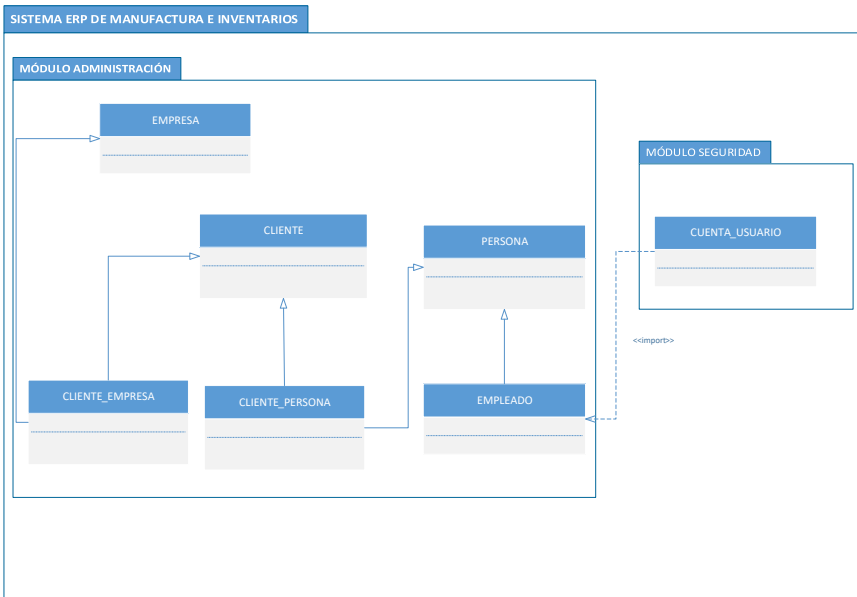 SISTEMA ERP DE MANUFACTURA E INVENTARIOS
MÓDULO ADMINISTRACIÓN
EMPRESA
MÓDULO SEGURIDAD
CLIENTE
PERSONA
CUENTA_USUARIO
<<import>>
CLIENTE_EMPRESA
CLIENTE_PERSONA
EMPLEADO